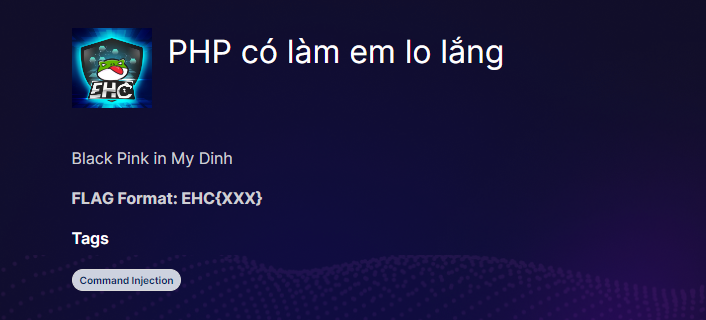 EHC
PHP có làm em lo lắng
Black Pink in My Dinh
FLAG Format: EHC{XXX}
Tags
Command Injection